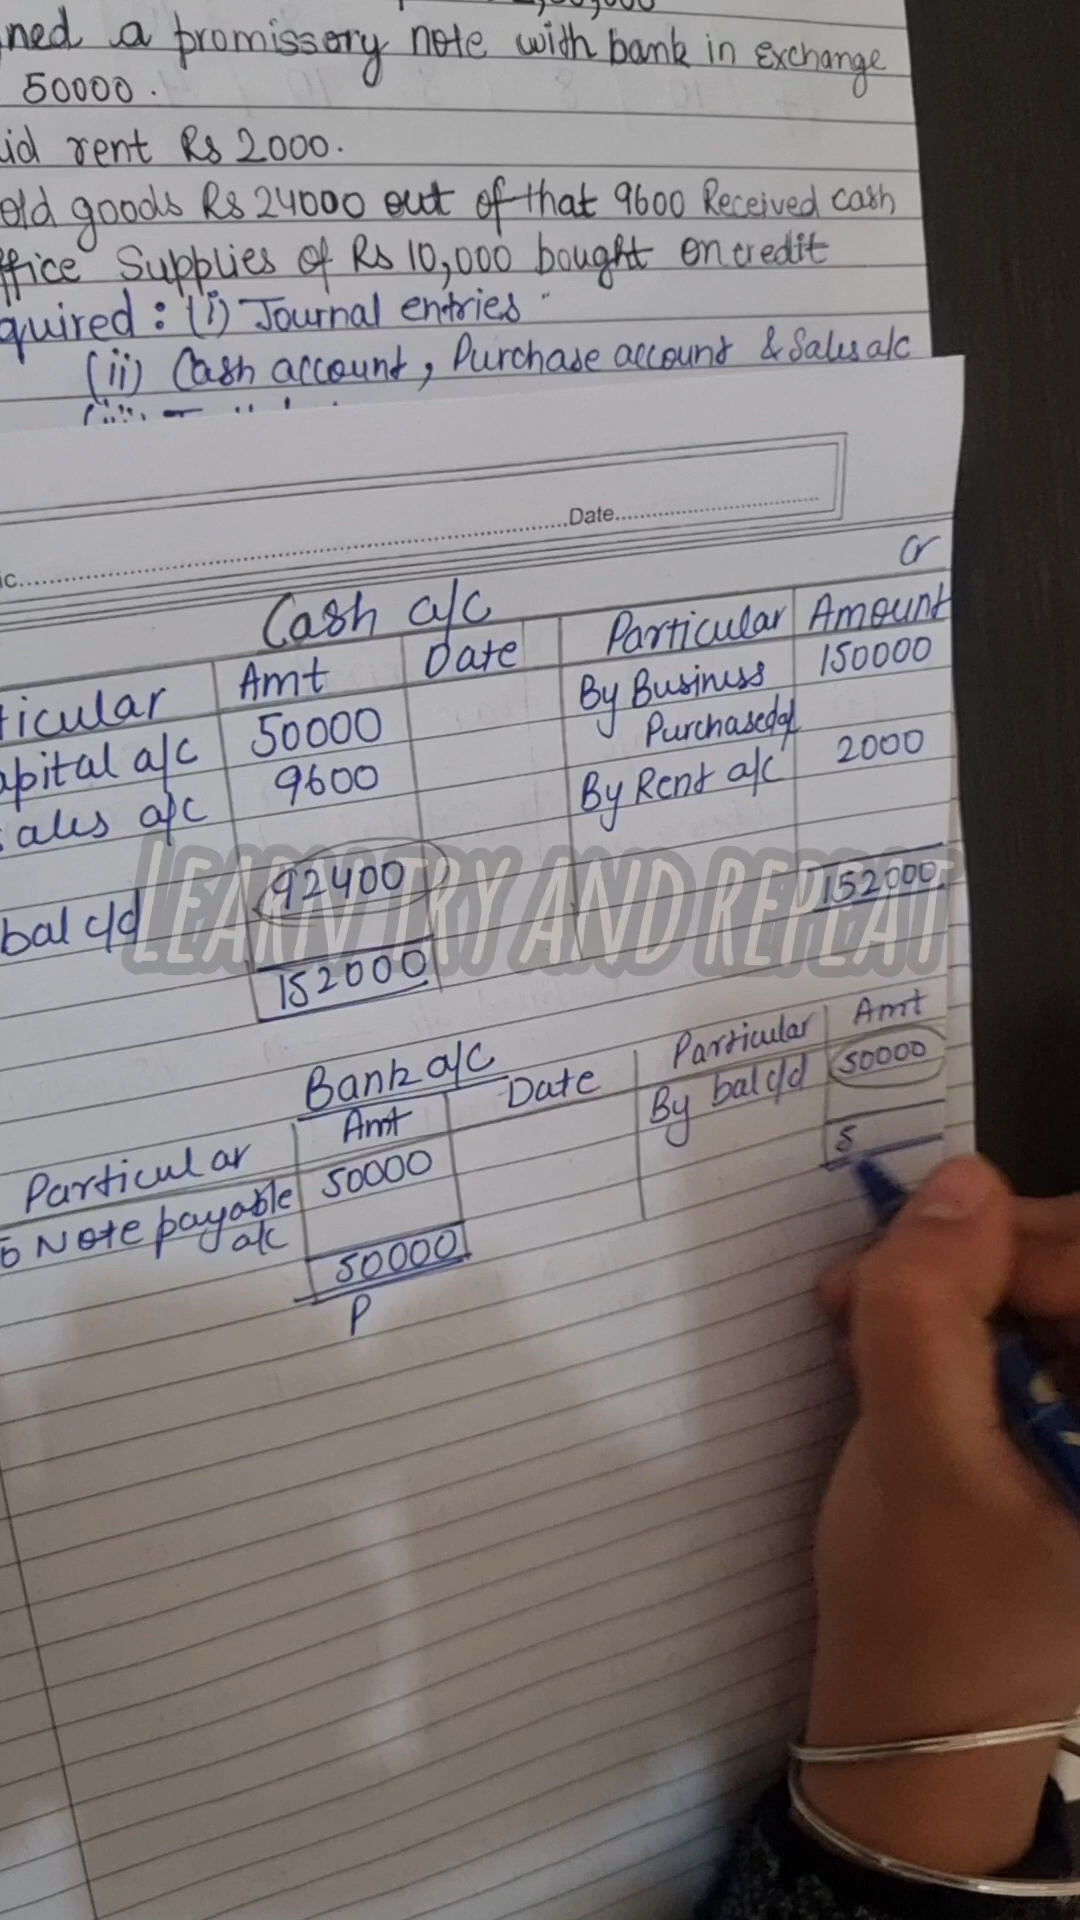 ned a promissory note with bank in exchange
50000.
id rent Rs 2000.
old goods Rs 24000 out of that 9600 Received cash
ffice Supplies of Rs 10,000 bought on credit
quired: (i) Journal entries
(ii) Cash account, Purchase account & Sales a/c
ic.....Date.....
cr
Cash a/c
ticular Amt Date Particular Amount
apital a/c 50000 By Business 150000
Purchased
ales a/c 9600 By Rent a/c 2000
bal c/d 92400 152000
152000
LEARN TRY AND REPEAT
Bank a/c
Particular Amt Date Particular Amt
o Note payable 50000 By bal c/d 50000
a/c
50000 5
P